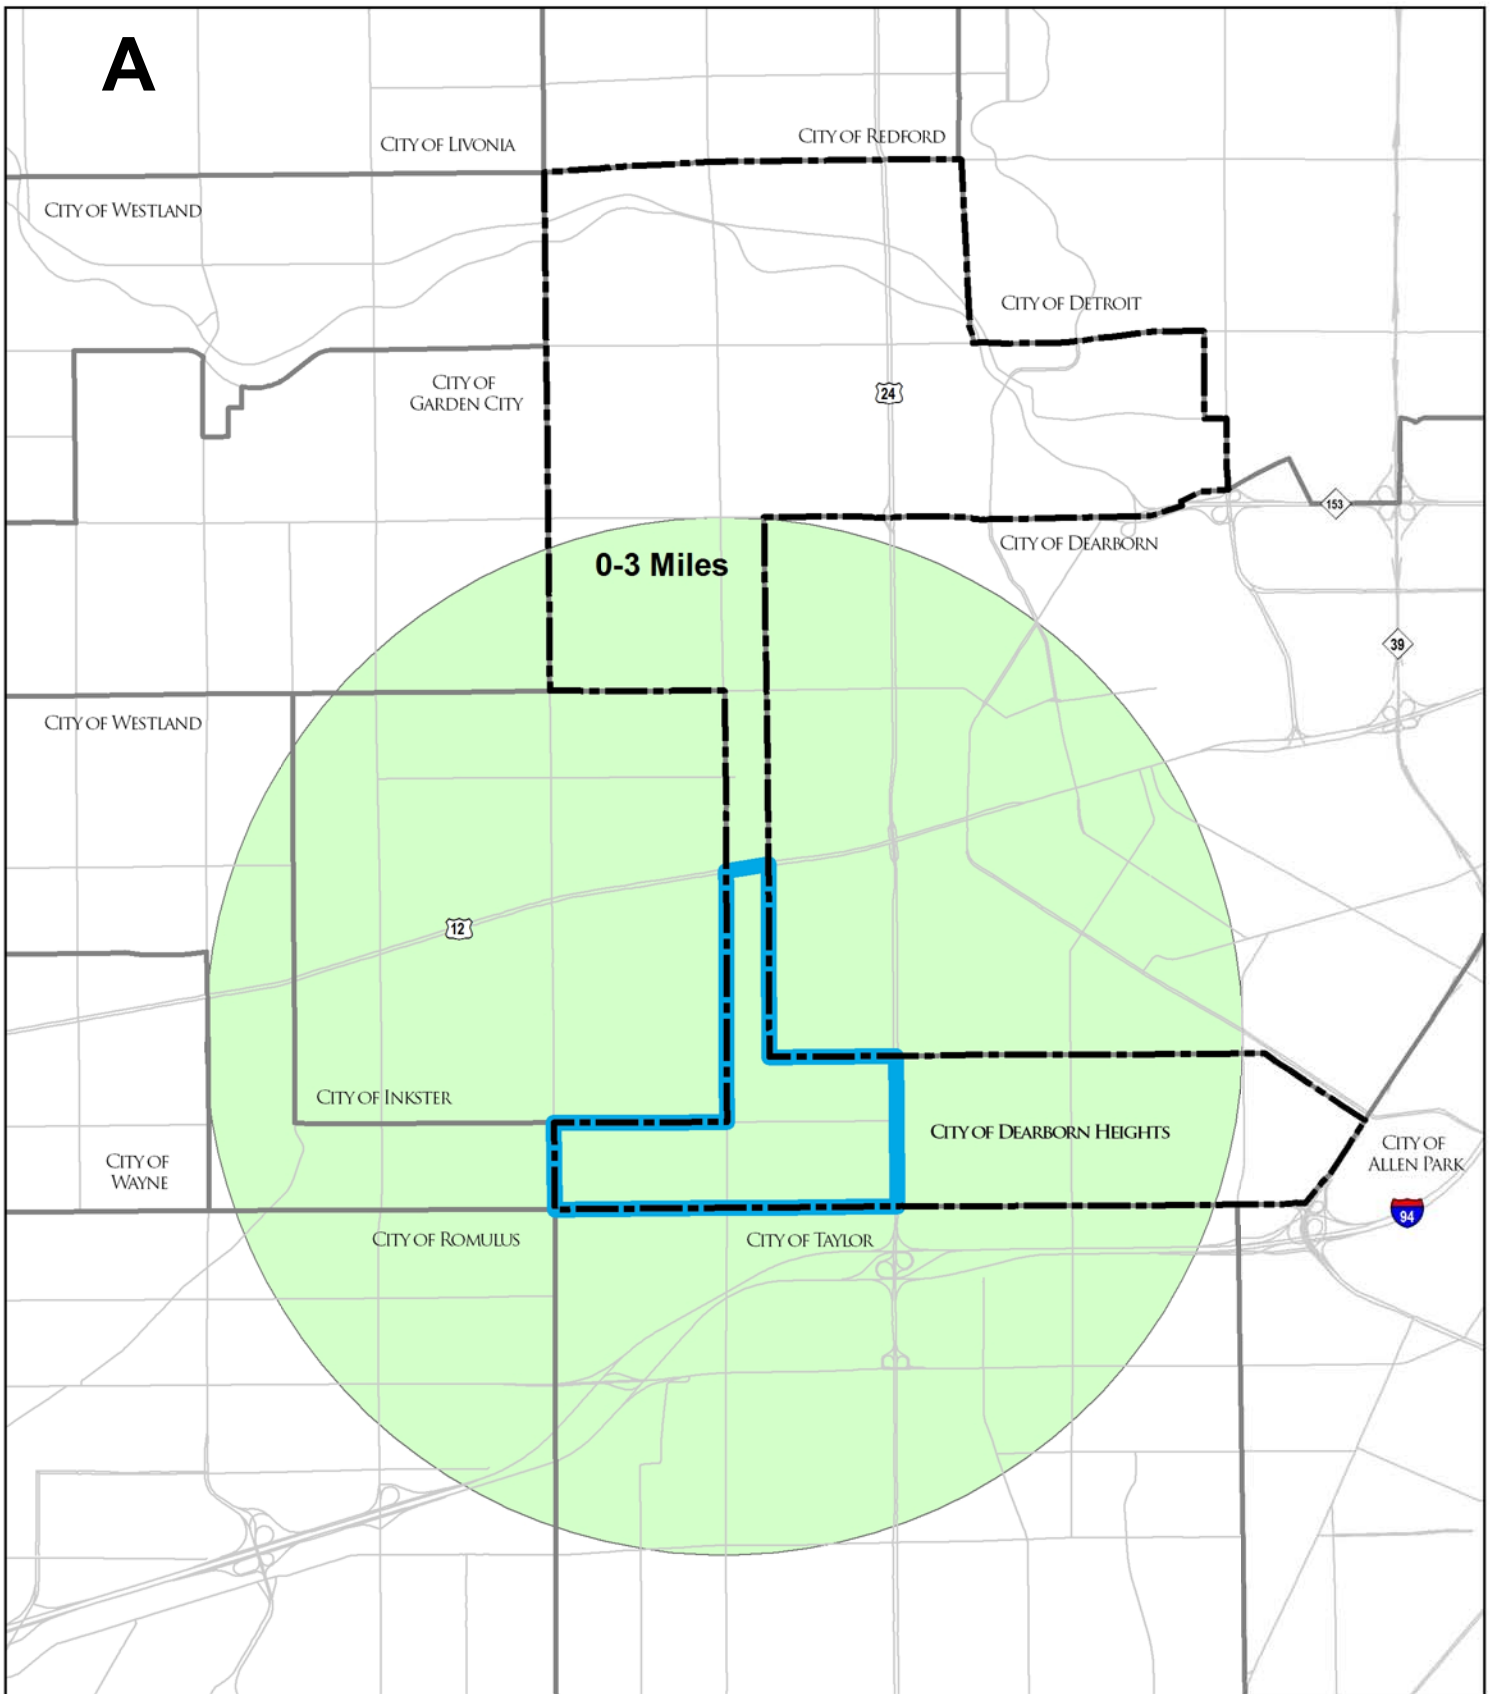 A
CITY OF LIVONIA
CITY OF REDFORD
CITY OF WESTLAND
CITY OF DETROIT
CITY OF
GARDEN CITY
24
153
CITY OF DEARBORN
0-3 Miles
39
CITY OF WESTLAND
12
CITY OF INKSTER
CITY OF DEARBORN HEIGHTS
CITY OF
ALLEN PARK
CITY OF
WAYNE
94
CITY OF ROMULUS
CITY OF TAYLOR